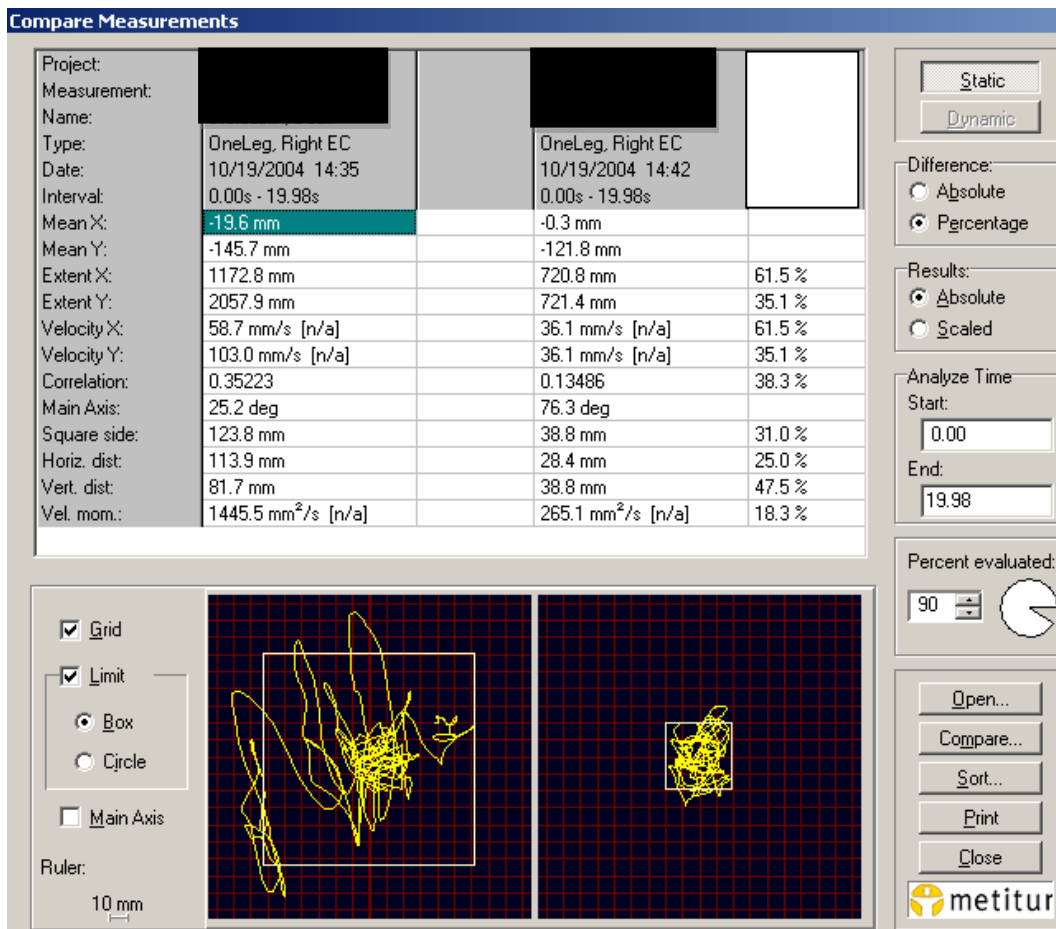 Compare Measurements
Project:
Measurement:
Name:
Type: OneLeg, Right EC OneLeg, Right EC
Date: 10/19/2004 14:35 10/19/2004 14:42
Interval: 0.00s - 19.98s 0.00s - 19.98s
Mean X: -19.6 mm -0.3 mm
Mean Y: -145.7 mm -121.8 mm
Extent X: 1172.8 mm 720.8 mm 61.5 %
Extent Y: 2057.9 mm 721.4 mm 35.1 %
Velocity X: 58.7 mm/s [n/a] 36.1 mm/s [n/a] 61.5 %
Velocity Y: 103.0 mm/s [n/a] 36.1 mm/s [n/a] 35.1 %
Correlation: 0.35223 0.13486 38.3 %
Main Axis: 25.2 deg 76.3 deg
Square side: 123.8 mm 38.8 mm 31.0 %
Horiz. dist: 113.9 mm 28.4 mm 25.0 %
Vert. dist: 81.7 mm 38.8 mm 47.5 %
Vel. mom.: 1445.5 mm²/s [n/a] 265.1 mm²/s [n/a] 18.3 %
Static
Dynamic
Difference:
Absolute
Percentage
Results:
Absolute
Scaled
Analyze Time
Start:
0.00
End:
19.98
Percent evaluated:
90
Grid
Limit
Box
Circle
Main Axis
Ruler:
10 mm
Open...
Compare...
Sort...
Print
Close
metitur